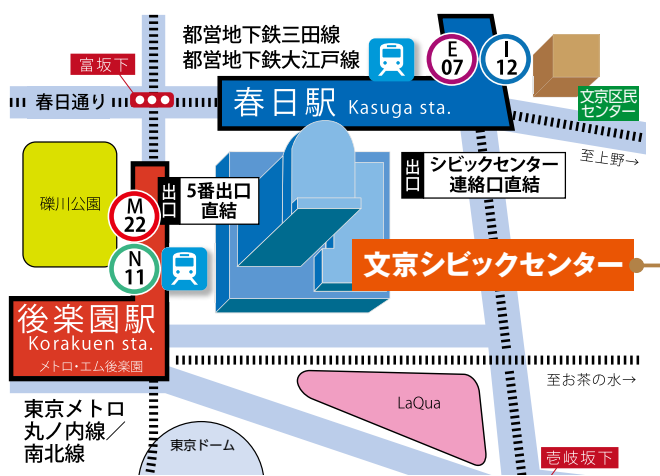 都営地下鉄三田線
都営地下鉄大江戸線
E
07
I
12
富坂下
春日通り
春日駅 Kasuga sta.
文京区民
センター
至上野→
出口
5番出口
直結
出口
シビックセンター
連絡口直結
礫川公園
M
22
N
11
文京シビックセンター
後楽園駅
Korakuen sta.
メトロ・エム後楽園
至お茶の水→
東京メトロ
丸ノ内線／
南北線
LaQua
東京ドーム
壱岐坂下